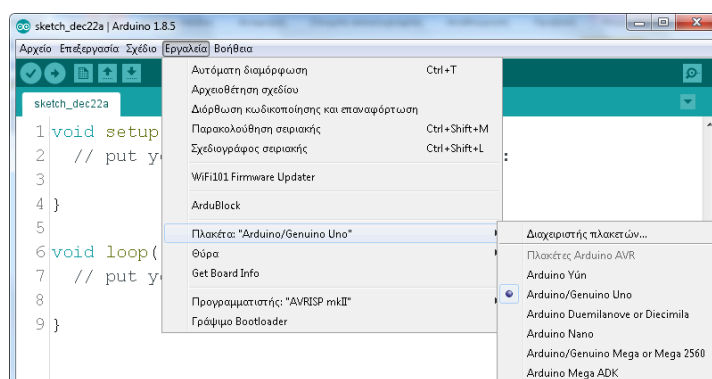 sketch_dec22a | Arduino 1.8.5
Αρχείο Επεξεργασία Σχέδιο Εργαλεία Βοήθεια
sketch_dec22a
Αυτόματη διαμόρφωση Ctrl+T
Αρχειοθέτηση σχεδίου
Διόρθωση κωδικοποίησης και επαναφόρτωση
Παρακολούθηση σειριακής Ctrl+Shift+M
Σχεδιογράφος σειριακής Ctrl+Shift+L
WiFi101 Firmware Updater
ArduBlock
Πλακέτα: "Arduino/Genuino Uno"
Θύρα
Get Board Info
Προγραμματιστής: "AVRISP mkII"
Γράψιμο Bootloader
Διαχειριστής πλακετών...
Πλακέτες Arduino AVR
Arduino Yún
Arduino/Genuino Uno
Arduino Duemilanove or Diecimila
Arduino Nano
Arduino/Genuino Mega or Mega 2560
Arduino Mega ADK
1 void setup
2 // put yo :
3
4 }
5
6 void loop(
7 // put yo
8
9 }